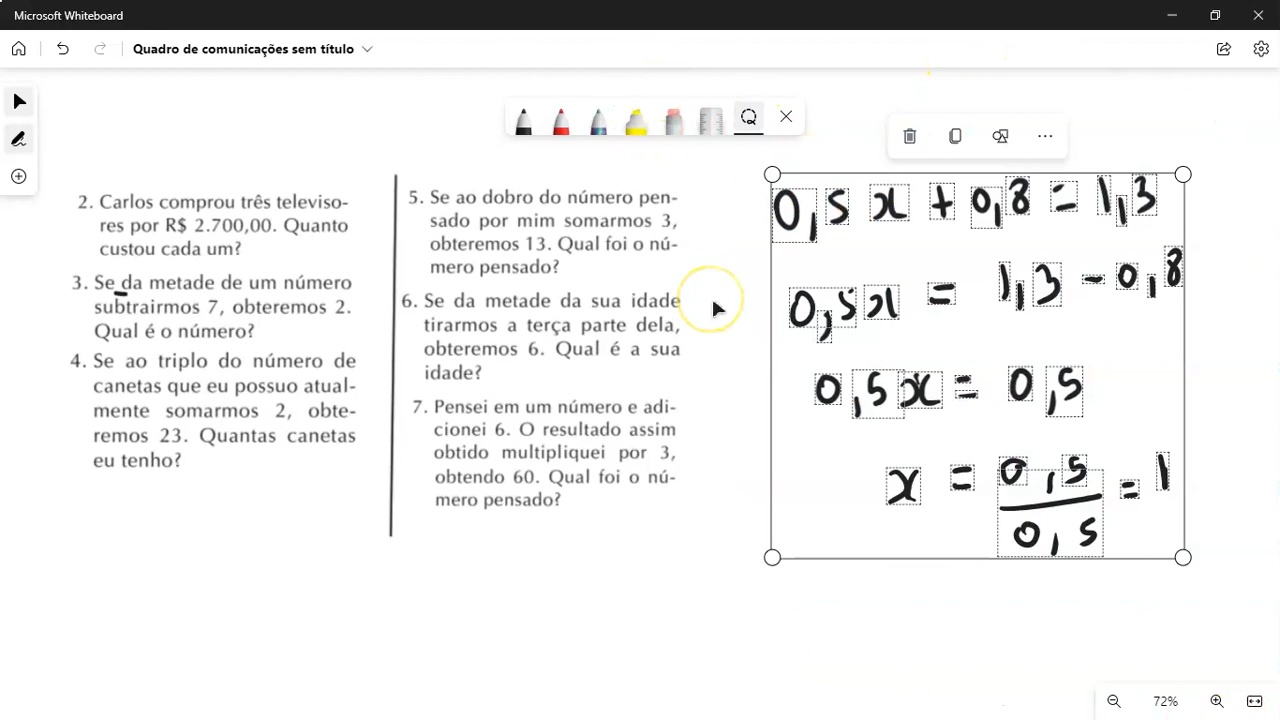 Microsoft Whiteboard
Quadro de comunicações sem título
2. Carlos comprou três televiso-
res por R$ 2.700,00. Quanto
custou cada um?
3. Se da metade de um número
subtrairmos 7, obteremos 2.
Qual é o número?
4. Se ao triplo do número de
canetas que eu possuo atual-
mente somarmos 2, obte-
remos 23. Quantas canetas
eu tenho?
5. Se ao dobro do número pen-
sado por mim somarmos 3,
obteremos 13. Qual foi o nú-
mero pensado?
6. Se da metade da sua idade
tirarmos a terça parte dela,
obteremos 6. Qual é a sua
idade?
7. Pensei em um número e adi-
cionei 6. O resultado assim
obtido multipliquei por 3,
obtendo 60. Qual foi o nú-
mero pensado?
0,5x + 0,8 = 1,3
0,5x = 1,3 - 0,8
0,5x = 0,5
x = 0,5/0,5 = 1
72%